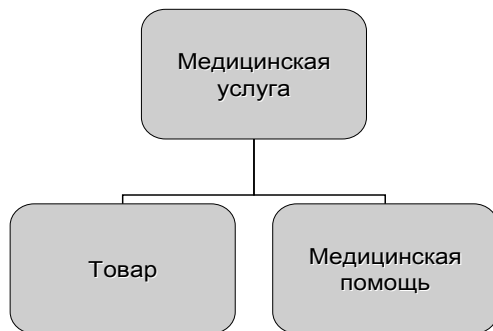 Медицинская
услуга
Товар
Медицинская
помощь